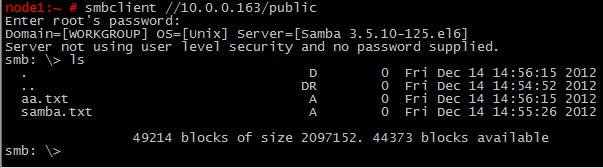 node1:~ # smbclient //10.0.0.163/public
Enter root's password:
Domain=[WORKGROUP] OS=[Unix] Server=[Samba 3.5.10-125.el6]
Server not using user level security and no password supplied.
smb: \> ls
. D 0 Fri Dec 14 14:56:15 2012
.. DR 0 Fri Dec 14 14:54:52 2012
aa.txt A 0 Fri Dec 14 14:56:15 2012
samba.txt A 0 Fri Dec 14 14:55:26 2012
49214 blocks of size 2097152. 44373 blocks available
smb: \>